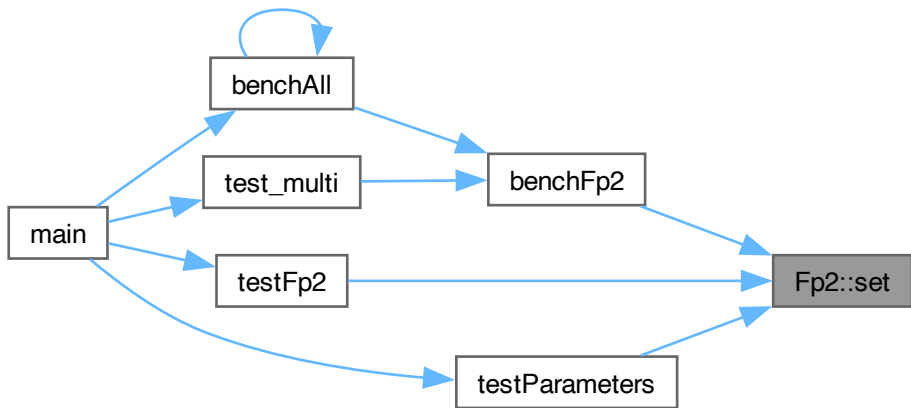 benchAll
test_multi
benchFp2
main
testFp2
Fp2::set
testParameters